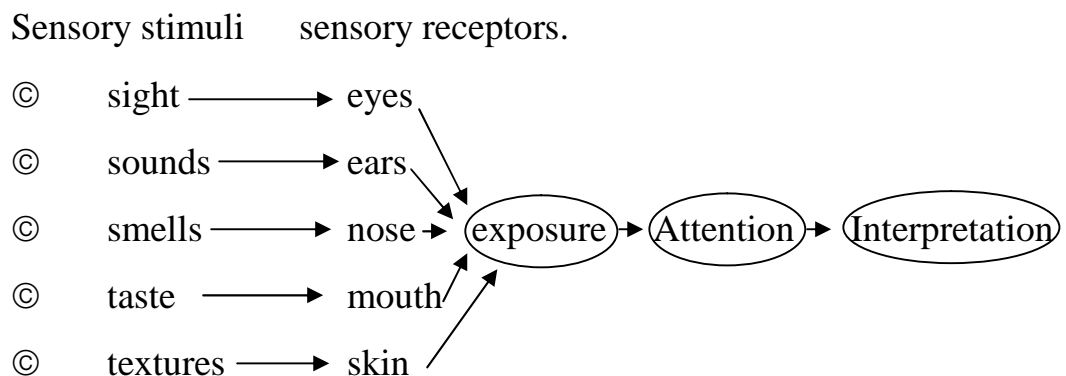 Sensory stimuli sensory receptors.
© sight eyes
© sounds ears
© smells nose exposure Attention Interpretation
© taste mouth
© textures skin